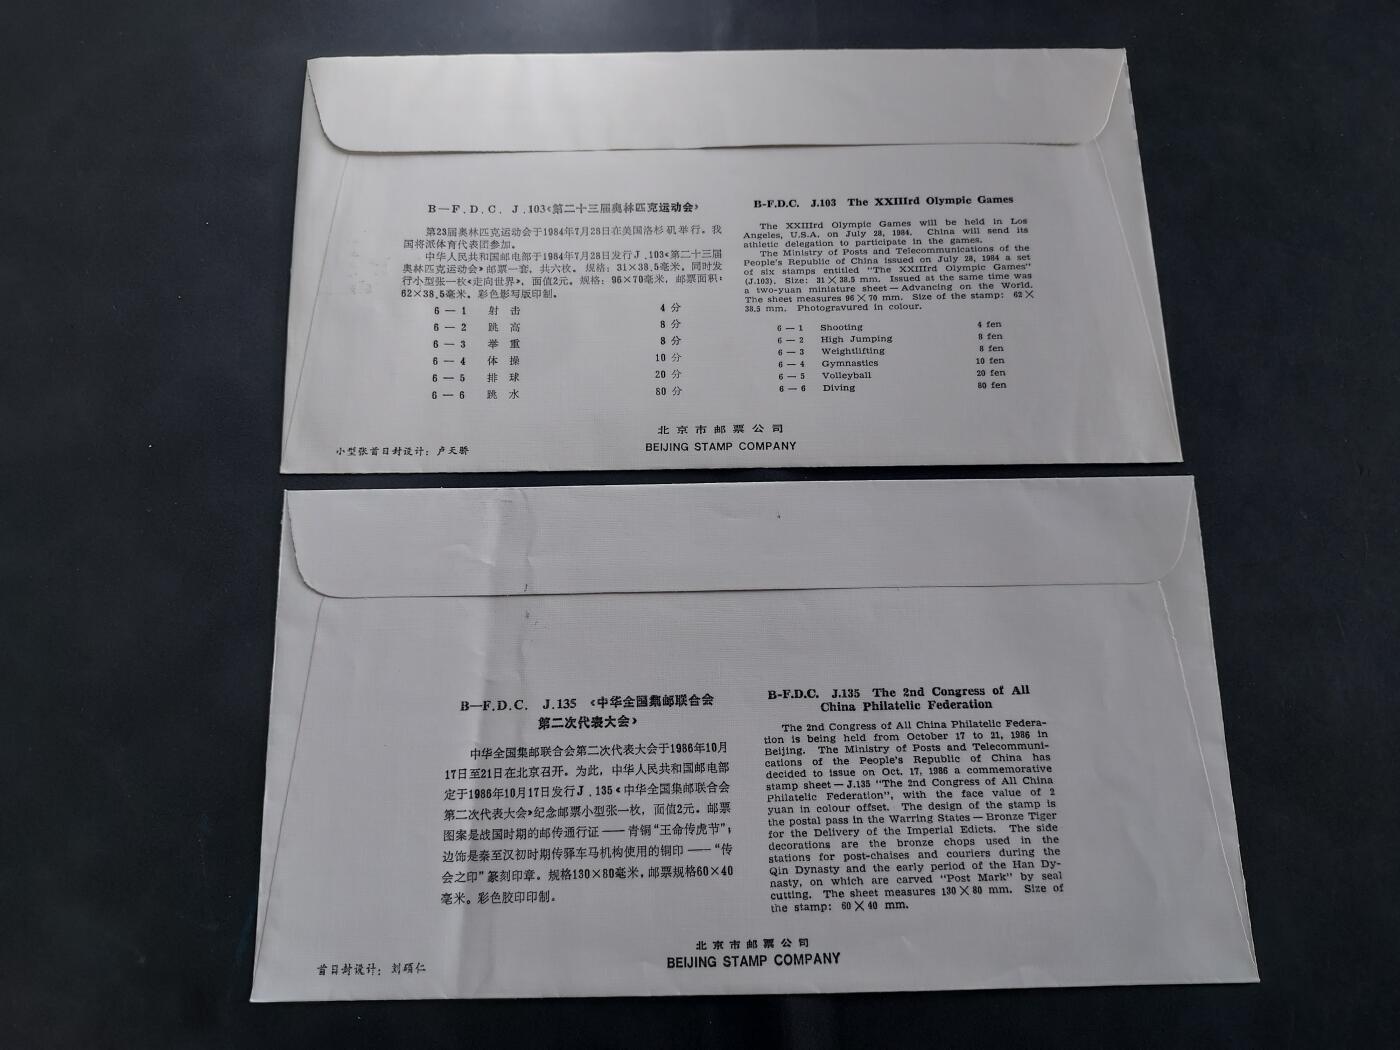 B—F.D.C. J.103《第二十三届奥林匹克运动会》
第23届奥林匹克运动会于1984年7月28日在美国洛杉矶举行。我
国将派体育代表团参加。
中华人民共和国邮电部于1984年7月28日发行J.103《第二十三届
奥林匹克运动会》邮票一套，共六枚。规格：31×38.5毫米。同时发
行小型张一枚《走向世界》，面值2元。规格：96×70毫米，邮票面积：
62×38.5毫米。彩色影写版印制。
6—1 射击 4分
6—2 跳高 8分
6—3 举重 8分
6—4 体操 10分
6—5 排球 20分
6—6 跳水 80分
B-F.D.C. J.103 The XXIIIrd Olympic Games
The XXIIIrd Olympic Games will be held in Los
Angeles, U.S.A. on July 28, 1984. China will send its
athletic delegation to participate in the games.
The Ministry of Posts and Telecommunications of the
People's Republic of China issued on July 28, 1984 a set
of six stamps entitled "The XXIIIrd Olympic Games"
(J.103). Size: 31×38.5 mm. Issued at the same time was
a two-yuan miniature sheet — Advancing on the World.
The sheet measures 96×70 mm. Size of the stamp: 62×
38.5 mm. Photogravured in colour.
6—1 Shooting 4 fen
6—2 High Jumping 8 fen
6—3 Weightlifting 8 fen
6—4 Gymnastics 10 fen
6—5 Volleyball 20 fen
6—6 Diving 80 fen
北京市邮票公司
BEIJING STAMP COMPANY
小型张首日封设计：卢天骄
B—F.D.C. J.135 《中华全国集邮联合会
第二次代表大会》
中华全国集邮联合会第二次代表大会于1986年10月
17日至21日在北京召开。为此，中华人民共和国邮电部
定于1986年10月17日发行J.135《中华全国集邮联合会
第二次代表大会》纪念邮票小型张一枚，面值2元。邮票
图案是战国时期的邮传通行证——青铜“王命传虎节”；
边饰是秦至汉初时期传驿车马机构使用的铜印——“传
会之印”篆刻印章。规格130×80毫米，邮票规格60×40
毫米。彩色胶印印制。
B-F.D.C. J.135 The 2nd Congress of All
China Philatelic Federation
The 2nd Congress of All China Philatelic Federa-
tion is being held from October 17 to 21, 1986 in
Beijing. The Ministry of Posts and Telecommuni-
cations of the People's Republic of China has
decided to issue on Oct. 17, 1986 a commemorative
stamp sheet — J.135 "The 2nd Congress of All China
Philatelic Federation", with the face value of 2
yuan in colour offset. The design of the stamp is
the postal pass in the Warring States — Bronze Tiger
for the Delivery of the Imperial Edicts. The side
decorations are the bronze chops used in the
stations for post-chaises and couriers during the
Qin Dynasty and the early period of the Han Dy-
nasty, on which are carved "Post Mark" by seal
cutting. The sheet measures 130×80 mm. Size of
the stamp: 60×40 mm.
北京市邮票公司
BEIJING STAMP COMPANY
首日封设计：刘硕仁